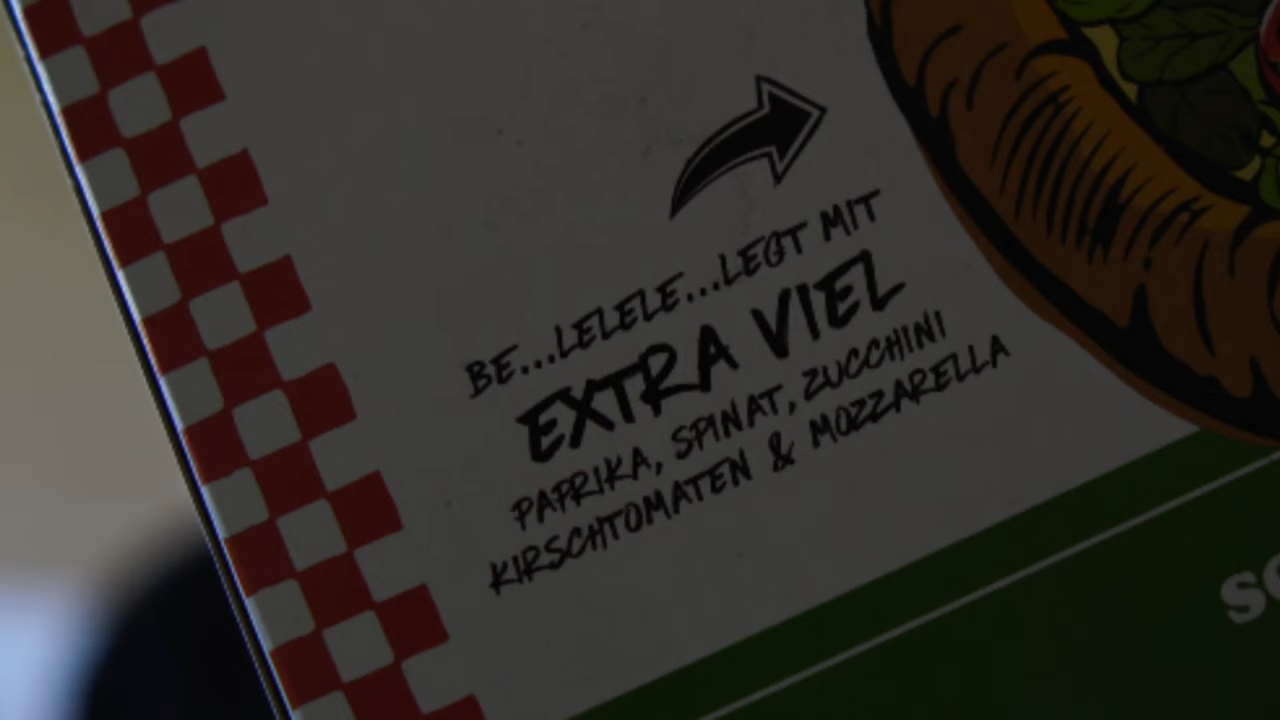 BE...LELELE...LEGT MIT
EXTRA VIEL
PAPRIKA, SPINAT, ZUCCHINI
KIRSCHTOMATEN & MOZZARELLA